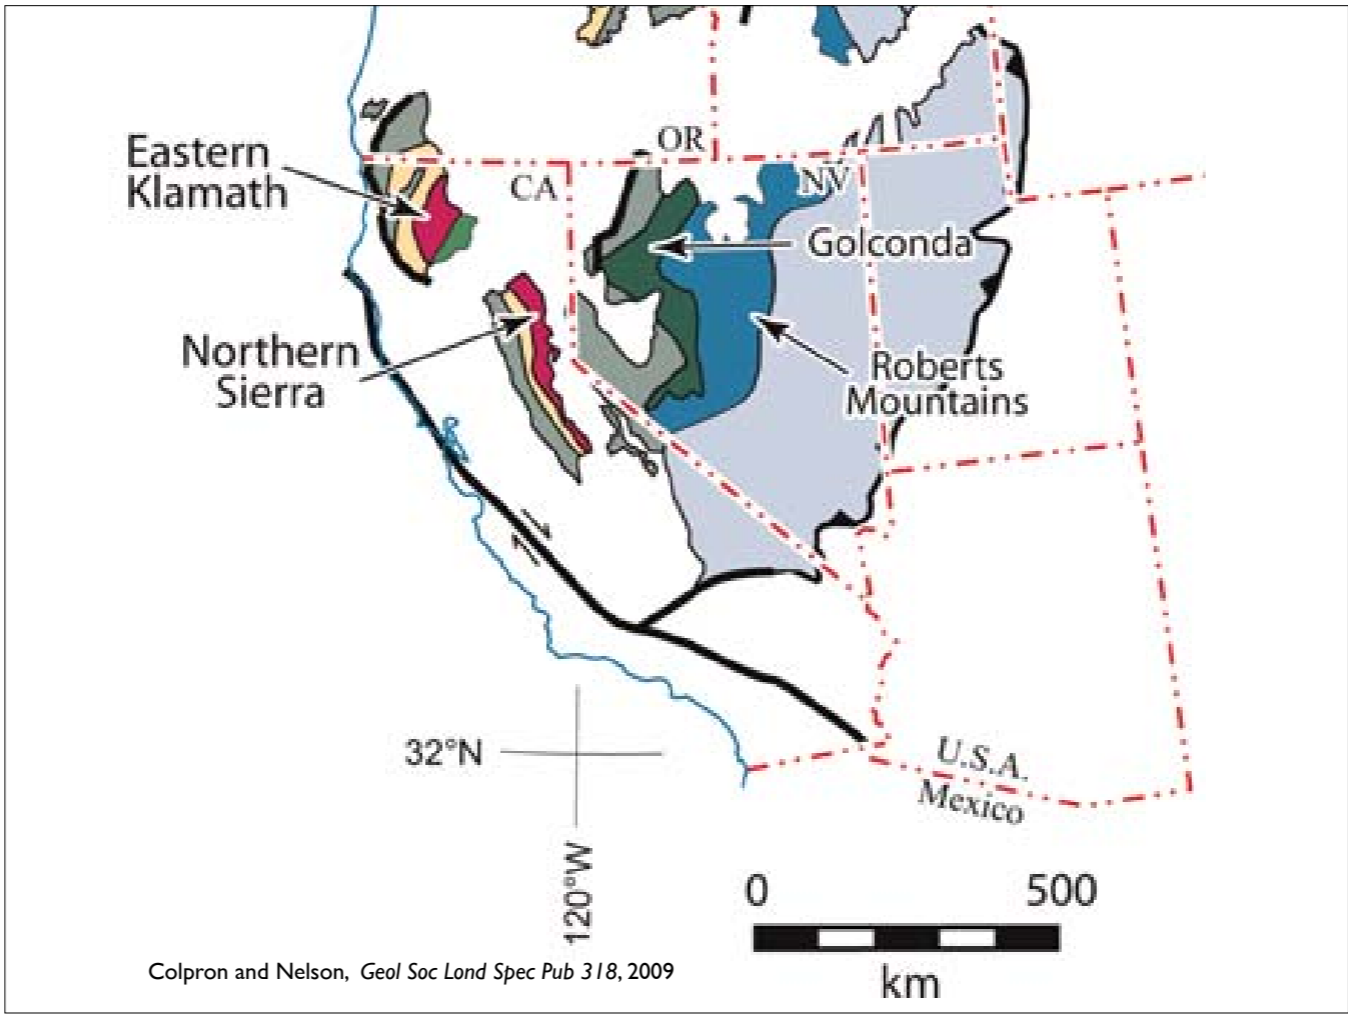 OR
CA
NV
Eastern
Klamath
Golconda
Northern
Sierra
Roberts
Mountains
32°N
120°W
U.S.A.
Mexico
0 500
km
Colpron and Nelson, Geol Soc Lond Spec Pub 318, 2009